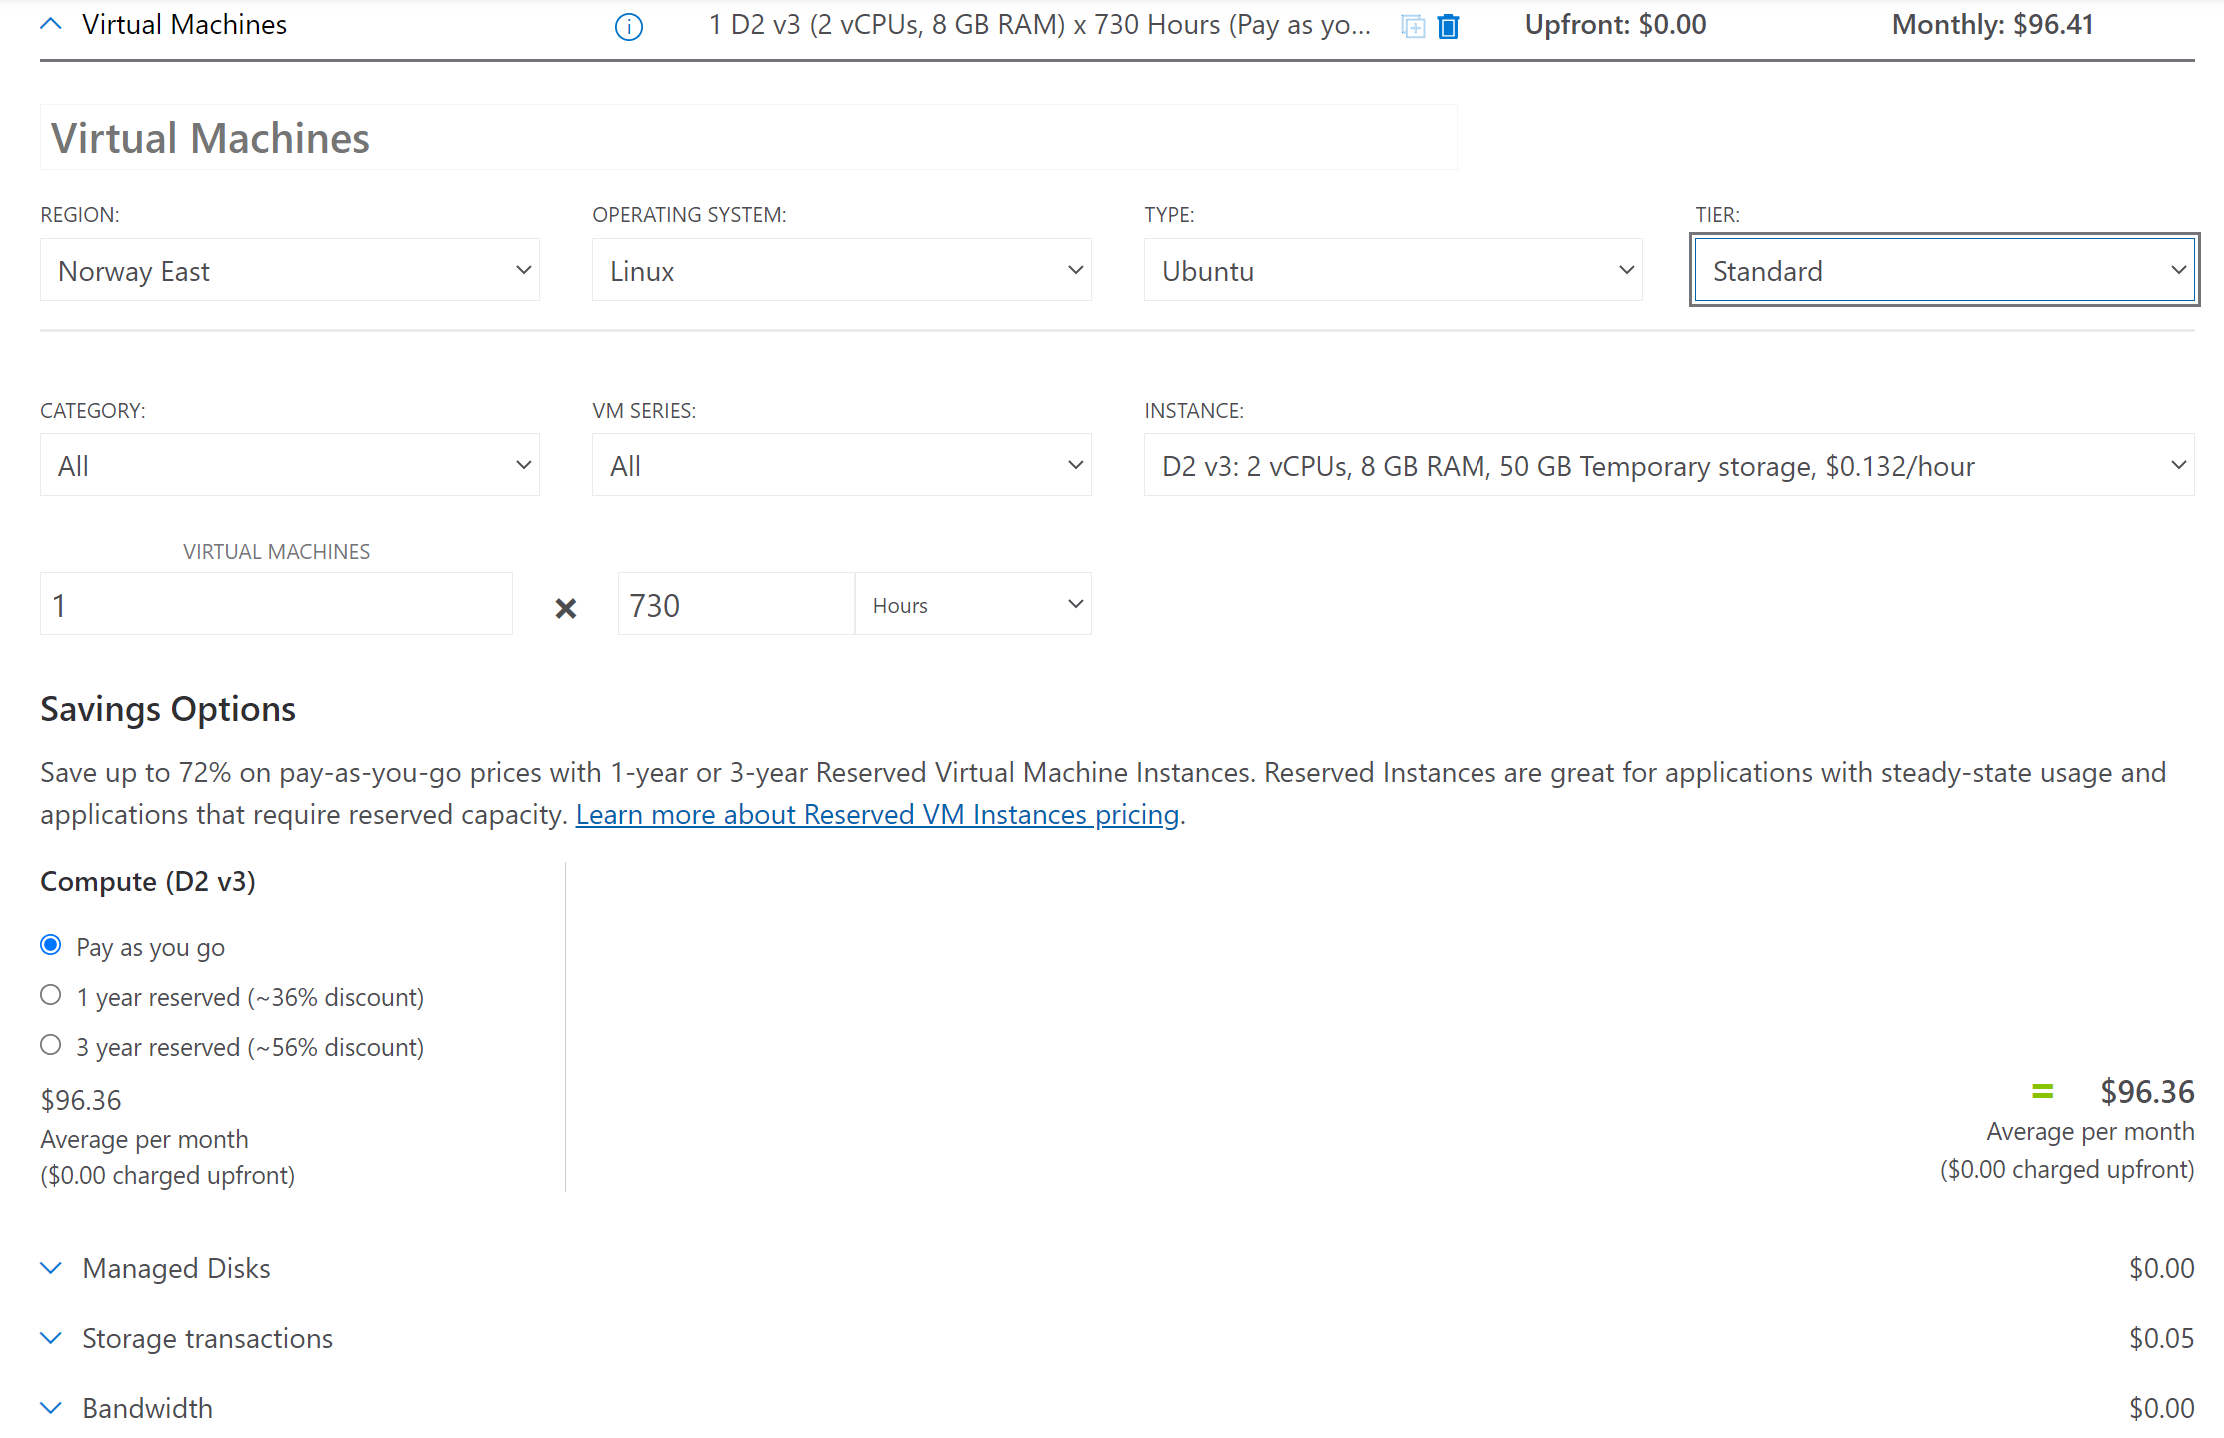 Virtual Machines
1 D2 v3 (2 vCPUs, 8 GB RAM) x 730 Hours (Pay as yo...
Upfront: $0.00
Monthly: $96.41
Virtual Machines
REGION:
OPERATING SYSTEM:
TYPE:
TIER:
Norway East
Linux
Ubuntu
Standard
CATEGORY:
VM SERIES:
INSTANCE:
All
All
D2 v3: 2 vCPUs, 8 GB RAM, 50 GB Temporary storage, $0.132/hour
VIRTUAL MACHINES
1
×
730
Hours
Savings Options
Save up to 72% on pay-as-you-go prices with 1-year or 3-year Reserved Virtual Machine Instances. Reserved Instances are great for applications with steady-state usage and
applications that require reserved capacity. Learn more about Reserved VM Instances pricing.
Compute (D2 v3)
Pay as you go
1 year reserved (~36% discount)
3 year reserved (~56% discount)
$96.36
Average per month
($0.00 charged upfront)
= $96.36
Average per month
($0.00 charged upfront)
Managed Disks
$0.00
Storage transactions
$0.05
Bandwidth
$0.00